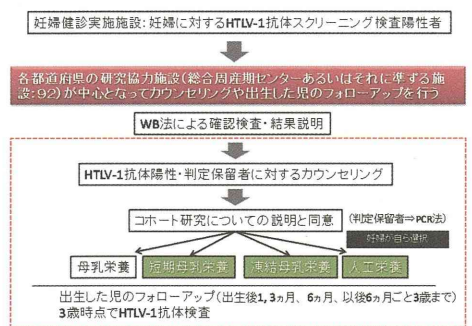 妊婦健診実施施設：妊婦に対するHTLV-1抗体スクリーニング検査陽性者
各都道府県の研究協力施設（総合周産期センターあるいはそれに準ずる施
設：92）が中心となってカウンセリングや出生した児のフォローアップを行う
WB法による確認検査・結果説明
HTLV-1抗体陽性・判定保留者に対するカウンセリング
コホート研究についての説明と同意
（判定保留者⇒PCR法）
妊婦が自ら選択
母乳栄養 短期母乳栄養 凍結母乳栄養 人工栄養
出生した児のフォローアップ（出生後1, 3ヵ月、 6ヵ月、以後6ヵ月ごと3歳まで）
3歳時点でHTLV-1抗体検査